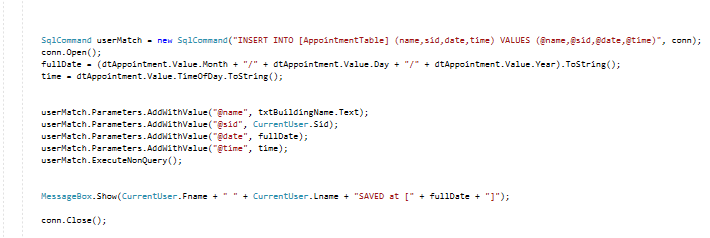 SqlCommand userMatch = new SqlCommand("INSERT INTO [AppointmentTable] (name,sid,date,time) VALUES (@name,@sid,@date,@time)", conn);
conn.Open();
fullDate = (dtAppointment.Value.Month + "/" + dtAppointment.Value.Day + "/" + dtAppointment.Value.Year).ToString();
time = dtAppointment.Value.TimeOfDay.ToString();
userMatch.Parameters.AddWithValue("@name", txtBuildingName.Text);
userMatch.Parameters.AddWithValue("@sid", CurrentUser.Sid);
userMatch.Parameters.AddWithValue("@date", fullDate);
userMatch.Parameters.AddWithValue("@time", time);
userMatch.ExecuteNonQuery();
MessageBox.Show(CurrentUser.Fname + " " + CurrentUser.Lname + "SAVED at [" + fullDate + "]");
conn.Close();